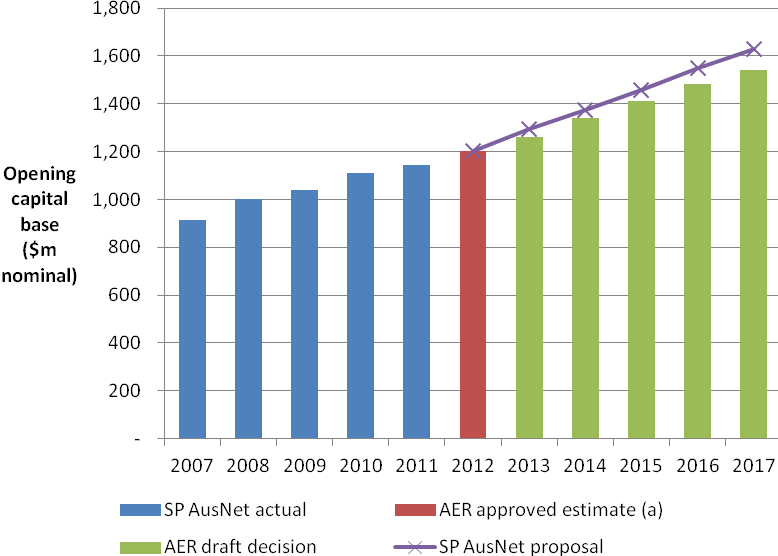 1,800
1,600
1,400
1,200
1,000
800
600
400
200
-
Opening
capital
base
($m
nominal)
2007 2008 2009 2010 2011 2012 2013 2014 2015 2016 2017
SP AusNet actual AER approved estimate (a)
AER draft decision SP AusNet proposal